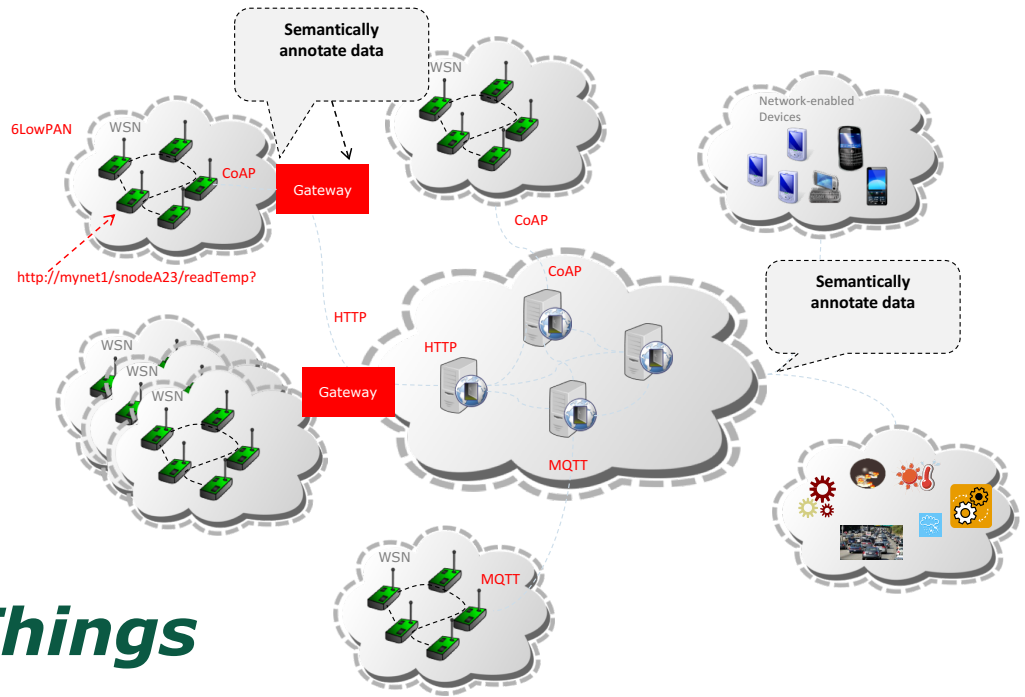 Semantically
annotate data
WSN
6LowPAN
WSN
CoAP
Gateway
Network-enabled
Devices
http://mynet1/snodeA23/readTemp?
CoAP
CoAP
Semantically
annotate data
HTTP
HTTP
WSN
WSN
WSN
Gateway
MQTT
WSN
MQTT
Things